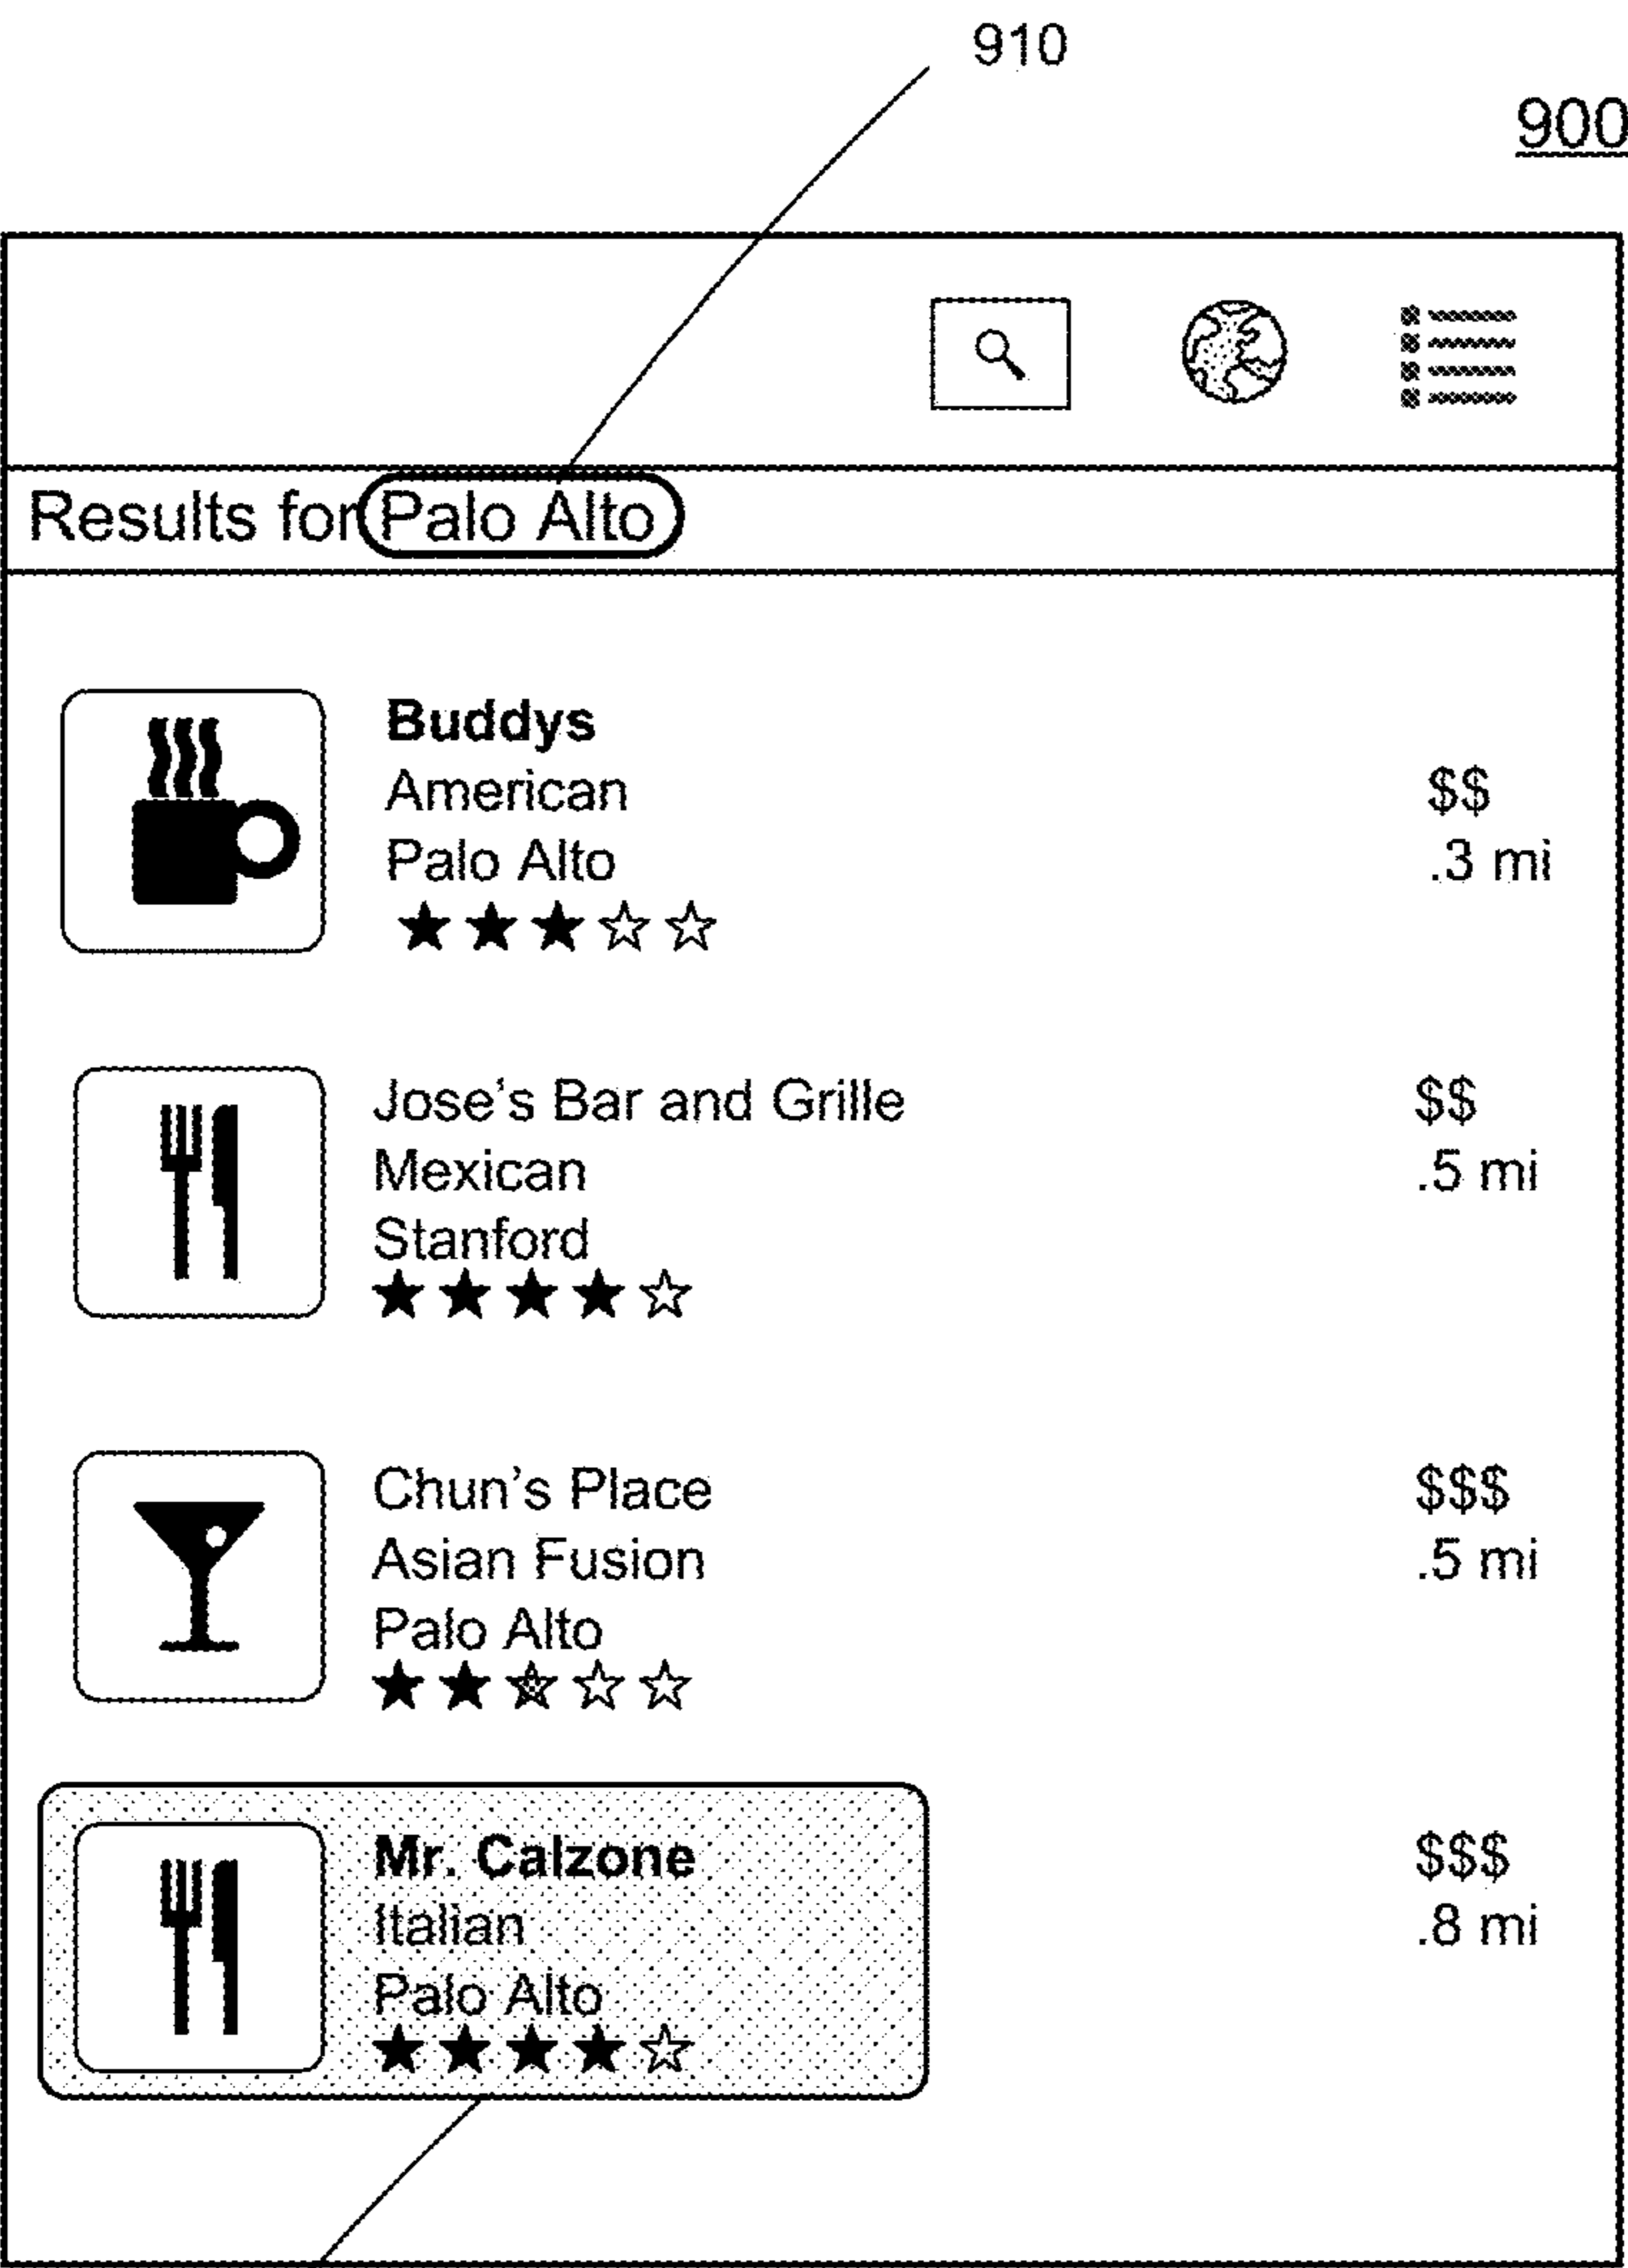 910
900
Results for Palo Alto
Buddys
American $$
Palo Alto .3 mi
Jose's Bar and Grille $$
Mexican .5 mi
Stanford
Chun's Place $$$
Asian Fusion .5 mi
Palo Alto
Mr. Calzone $$$
Italian .8 mi
Palo Alto